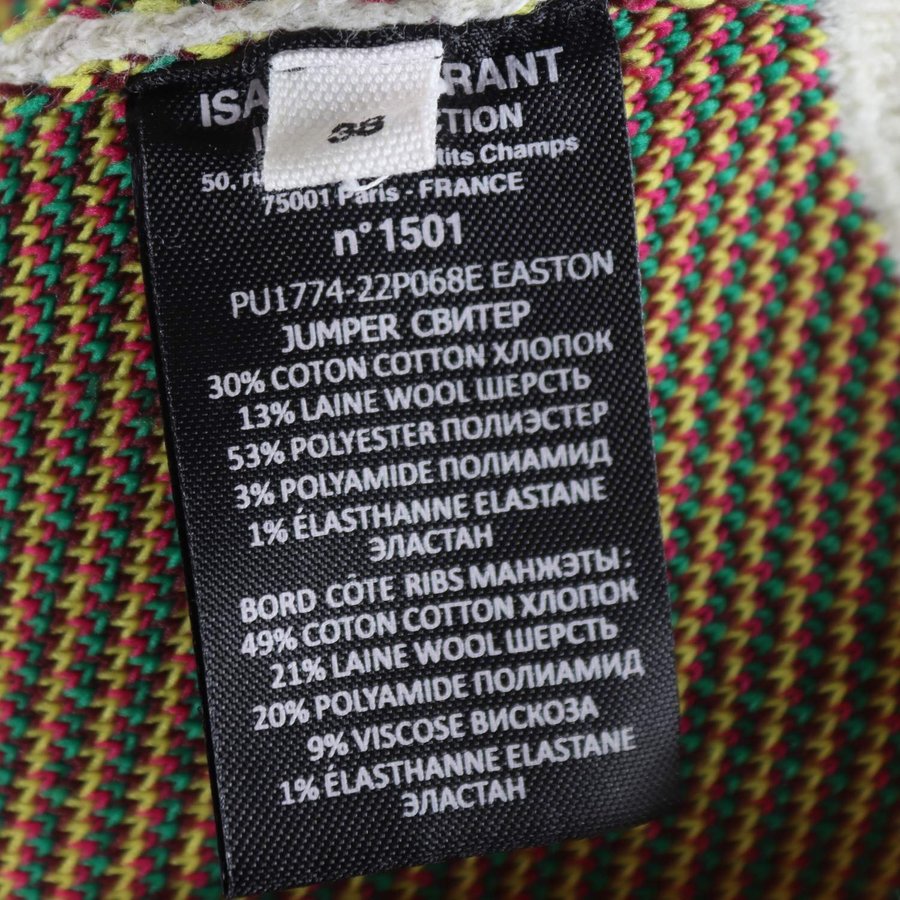 36
ISA RANT
CTION
50, ru tits Champs
75001 Paris - FRANCE
n°1501
PU1774-22P068E EASTON
JUMPER СВИТЕР
30% COTON COTTON ХЛОПОК
13% LAINE WOOL ШЕРСТЬ
53% POLYESTER ПОЛИЭСТЕР
3% POLYAMIDE ПОЛИАМИД
1% ÉLASTHANNE ELASTANE
ЭЛАСТАН
BORD CÔTE RIBS МАНЖЭТЫ:
49% COTON COTTON ХЛОПОК
21% LAINE WOOL ШЕРСТЬ
20% POLYAMIDE ПОЛИАМИД
9% VISCOSE ВИСКОЗА
1% ÉLASTHANNE ELASTANE
ЭЛАСТАН